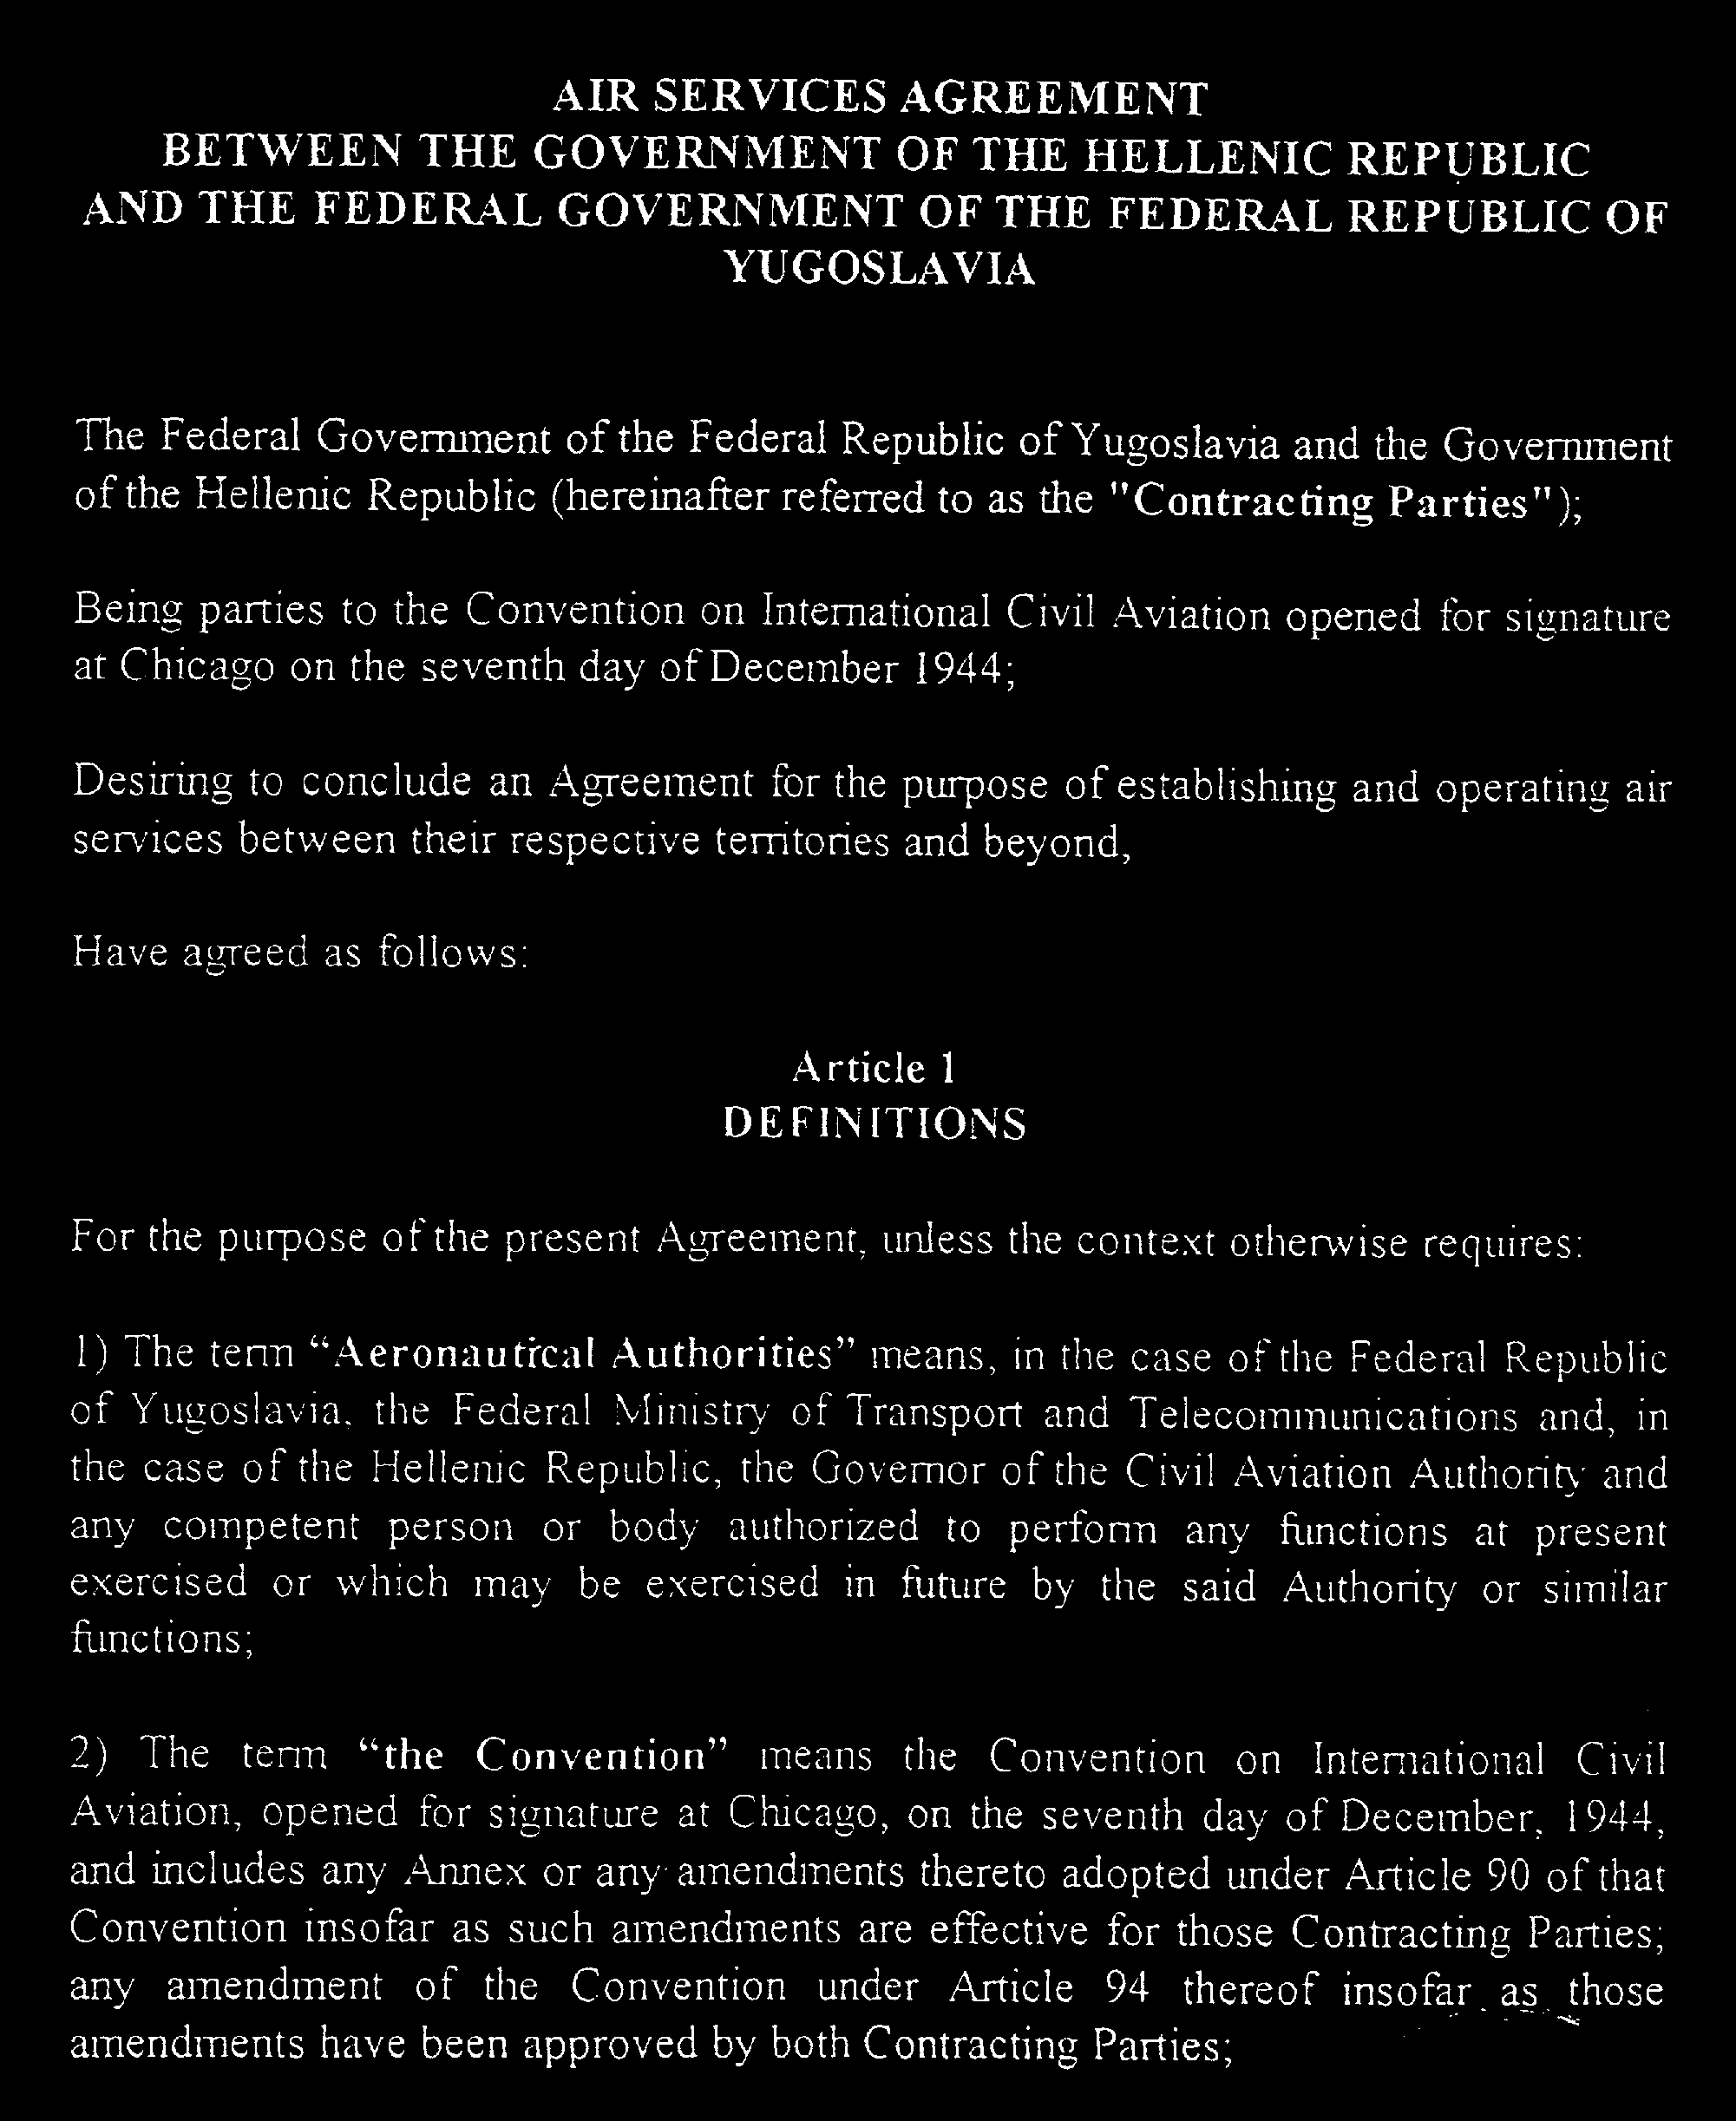 AIR SERVICES AGREEMENT
BETWEEN THE GOVERNMENT OF THE HELLENIC REPUBLIC
AND THE FEDERAL GOVERNMENT OF THE FEDERAL REPUBLIC OF
YUGOSLAVIA
The Federal Government of the Federal Republic of Yugoslavia and the Government
of the Hellenic Republic (hereinafter referred to as the "Contracting Parties");
Being parties to the Convention on International Civil Aviation opened for signature
at Chicago on the seventh day of December 1944;
Desiring to conclude an Agreement for the purpose of establishing and operating air
services between their respective territories and beyond,
Have agreed as follows:
Article 1
DEFINITIONS
For the purpose of the present Agreement, unless the context otherwise requires:
1) The term “Aeronautical Authorities” means, in the case of the Federal Republic
of Yugoslavia, the Federal Ministry of Transport and Telecommunications and, in
the case of the Hellenic Republic, the Governor of the Civil Aviation Authority and
any competent person or body authorized to perform any functions at present
exercised or which may be exercised in future by the said Authority or similar
functions;
2) The term “the Convention” means the Convention on International Civil
Aviation, opened for signature at Chicago, on the seventh day of December, 1944,
and includes any Annex or any amendments thereto adopted under Article 90 of that
Convention insofar as such amendments are effective for those Contracting Parties;
any amendment of the Convention under Article 94 thereof insofar as those
amendments have been approved by both Contracting Parties;